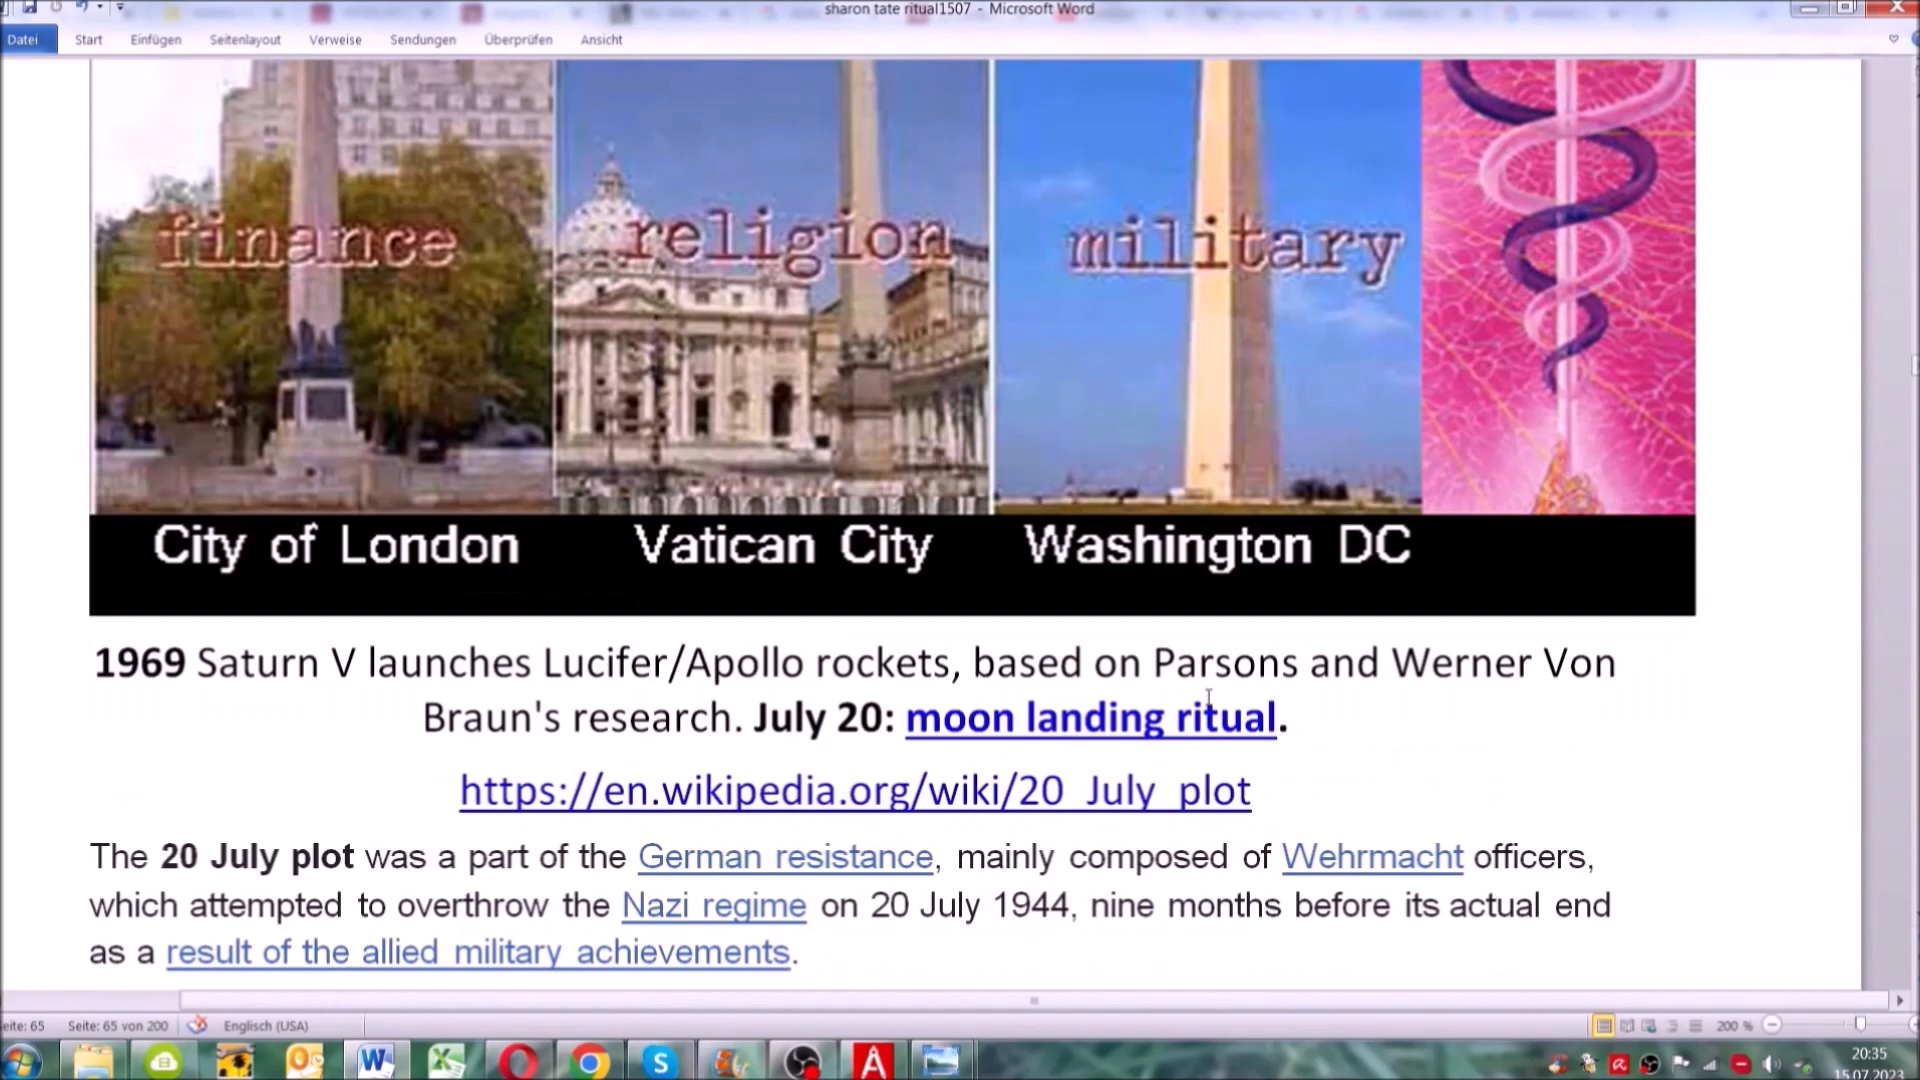 sharon tate ritual1507 - Microsoft Word
Datei Start Einfügen Seitenlayout Verweise Sendungen Überprüfen Ansicht
finance religion military
City of London Vatican City Washington DC
1969 Saturn V launches Lucifer/Apollo rockets, based on Parsons and Werner Von
Braun's research. July 20: moon landing ritual.
https://en.wikipedia.org/wiki/20_July_plot
The 20 July plot was a part of the German resistance, mainly composed of Wehrmacht officers,
which attempted to overthrow the Nazi regime on 20 July 1944, nine months before its actual end
as a result of the allied military achievements.
eite: 65 Seite: 65 von 200 Englisch (USA) 200 %
20:35
15.07.2023